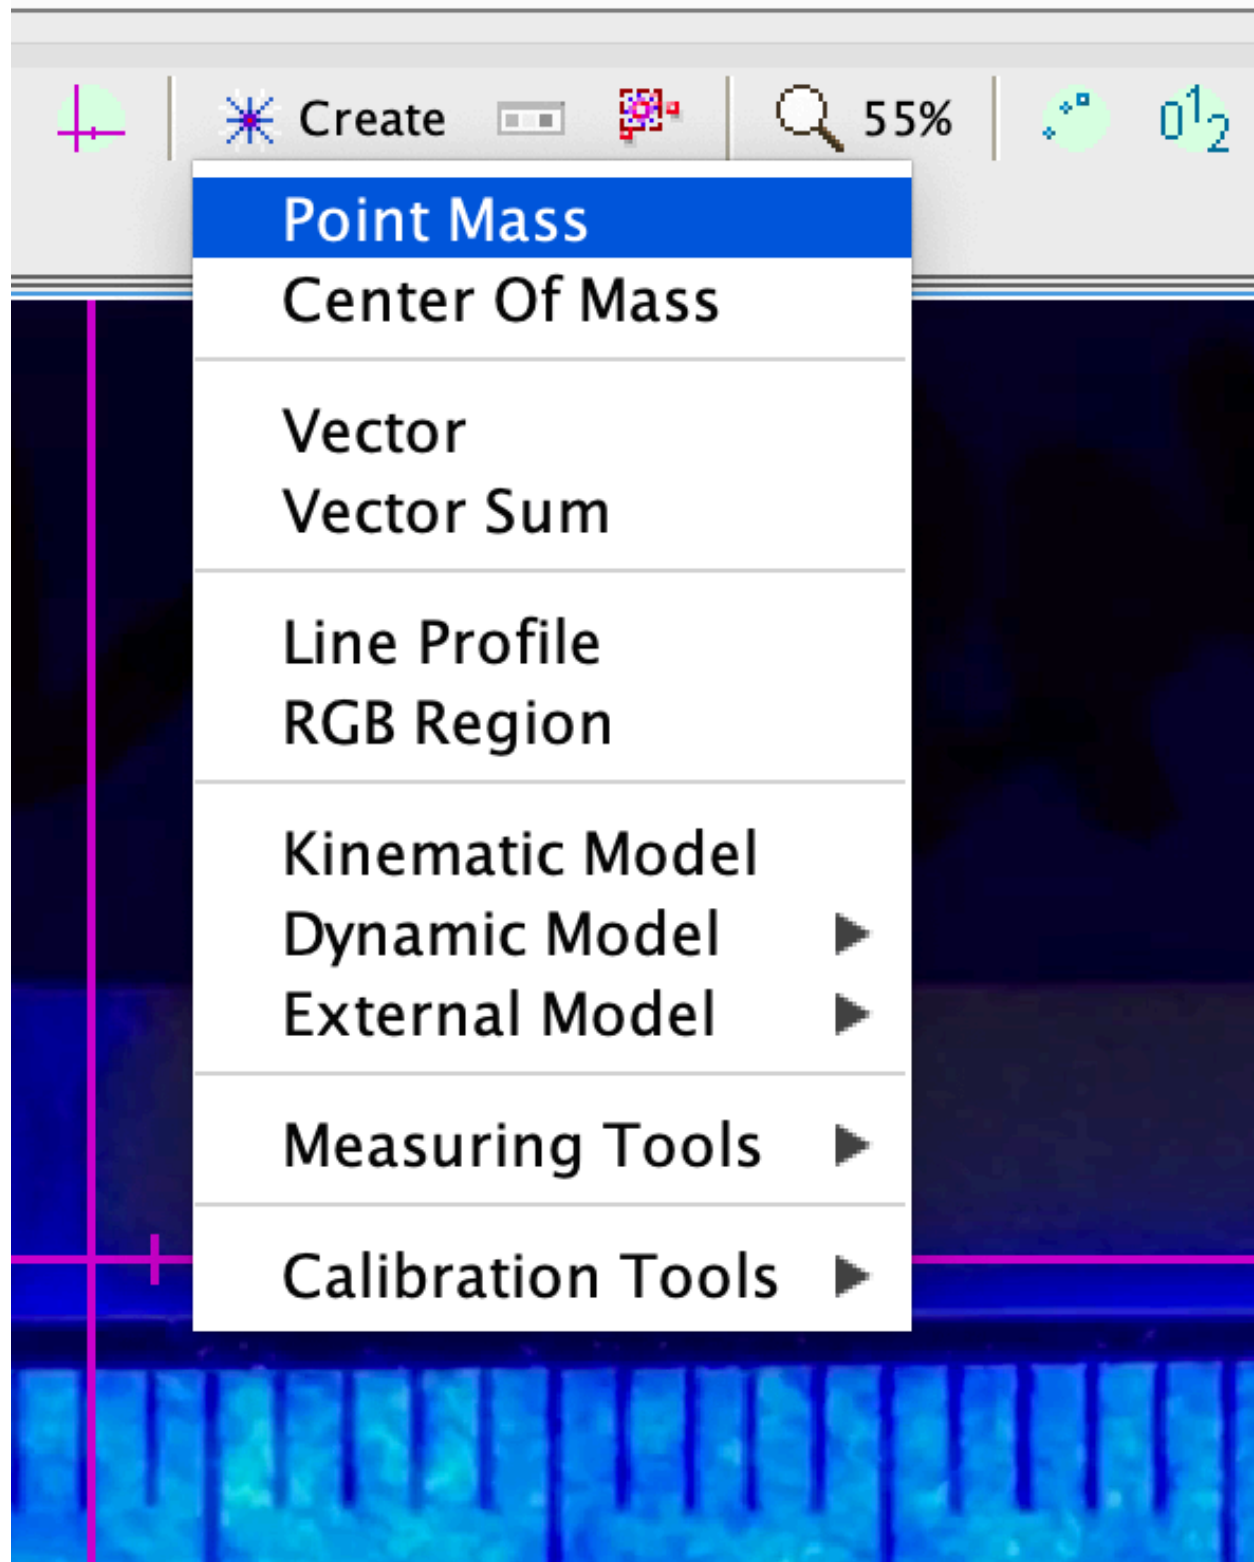 Create 55% 012
Point Mass
Center Of Mass
Vector
Vector Sum
Line Profile
RGB Region
Kinematic Model
Dynamic Model
External Model
Measuring Tools
Calibration Tools